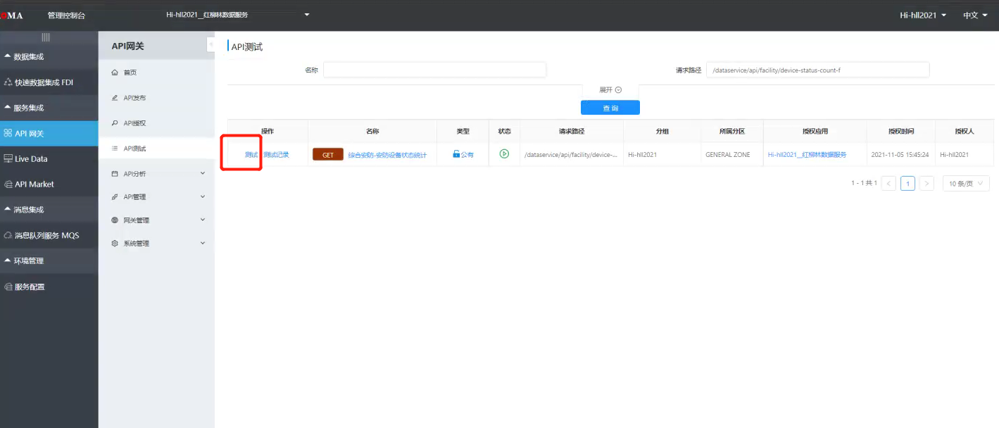 管理控制台
Hi-hll2021__红柳林数据服务
Hi-hll2021
中文
数据集成
快速数据集成 FDI
服务集成
API 网关
Live Data
API Market
消息集成
消息队列服务 MQS
环境管理
服务配置
API网关
首页
API发布
API授权
API测试
API分析
API管理
网关管理
系统管理
API测试
名称
请求路径 /dataservice/api/facility/device-status-count-f
展开
查 询
操作 名称 类型 状态 请求路径 分组 所属分区 授权应用 授权时间 授权人
测试 测试记录 GET 综合安防-安防设备状态统计 公有 /dataservice/api/facility/device-... Hi-hll2021 GENERAL ZONE Hi-hll2021__红柳林数据服务 2021-11-05 15:45:24 Hi-hll2021
1 - 1 共 1 < 1 > 10 条/页